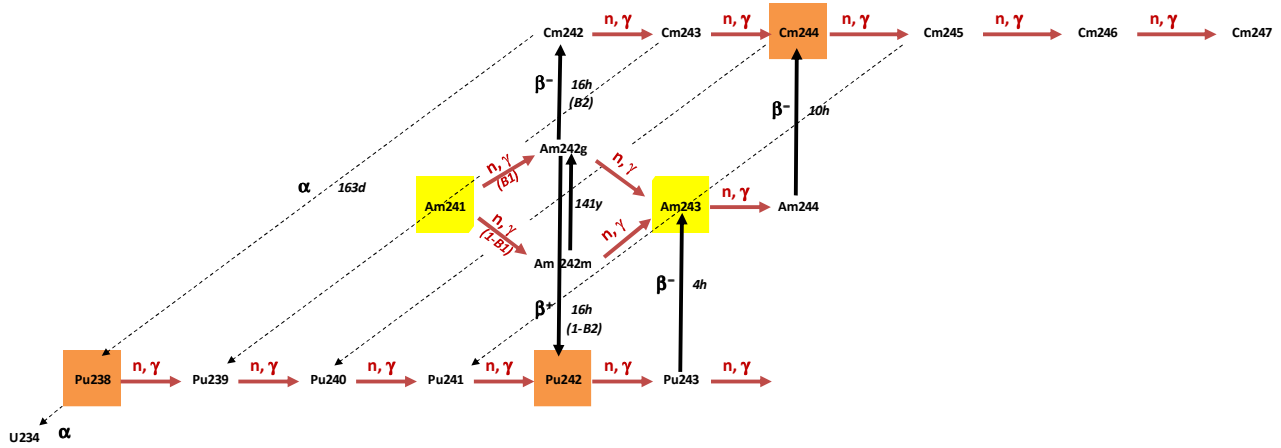 n, γ n, γ n, γ n, γ n, γ
Cm242 Cm243 Cm244 Cm245 Cm246 Cm247
β⁻ 16h
(B2)
β⁻ 10h
Am242g
n, γ
(B1)
n, γ
α 163d
Am241 141y Am243 n, γ Am244
n, γ
(1-B1)
n, γ
Am 242m
β⁺ 16h
(1-B2)
β⁻ 4h
n, γ n, γ n, γ n, γ n, γ n, γ
Pu238 Pu239 Pu240 Pu241 Pu242 Pu243
U234 α